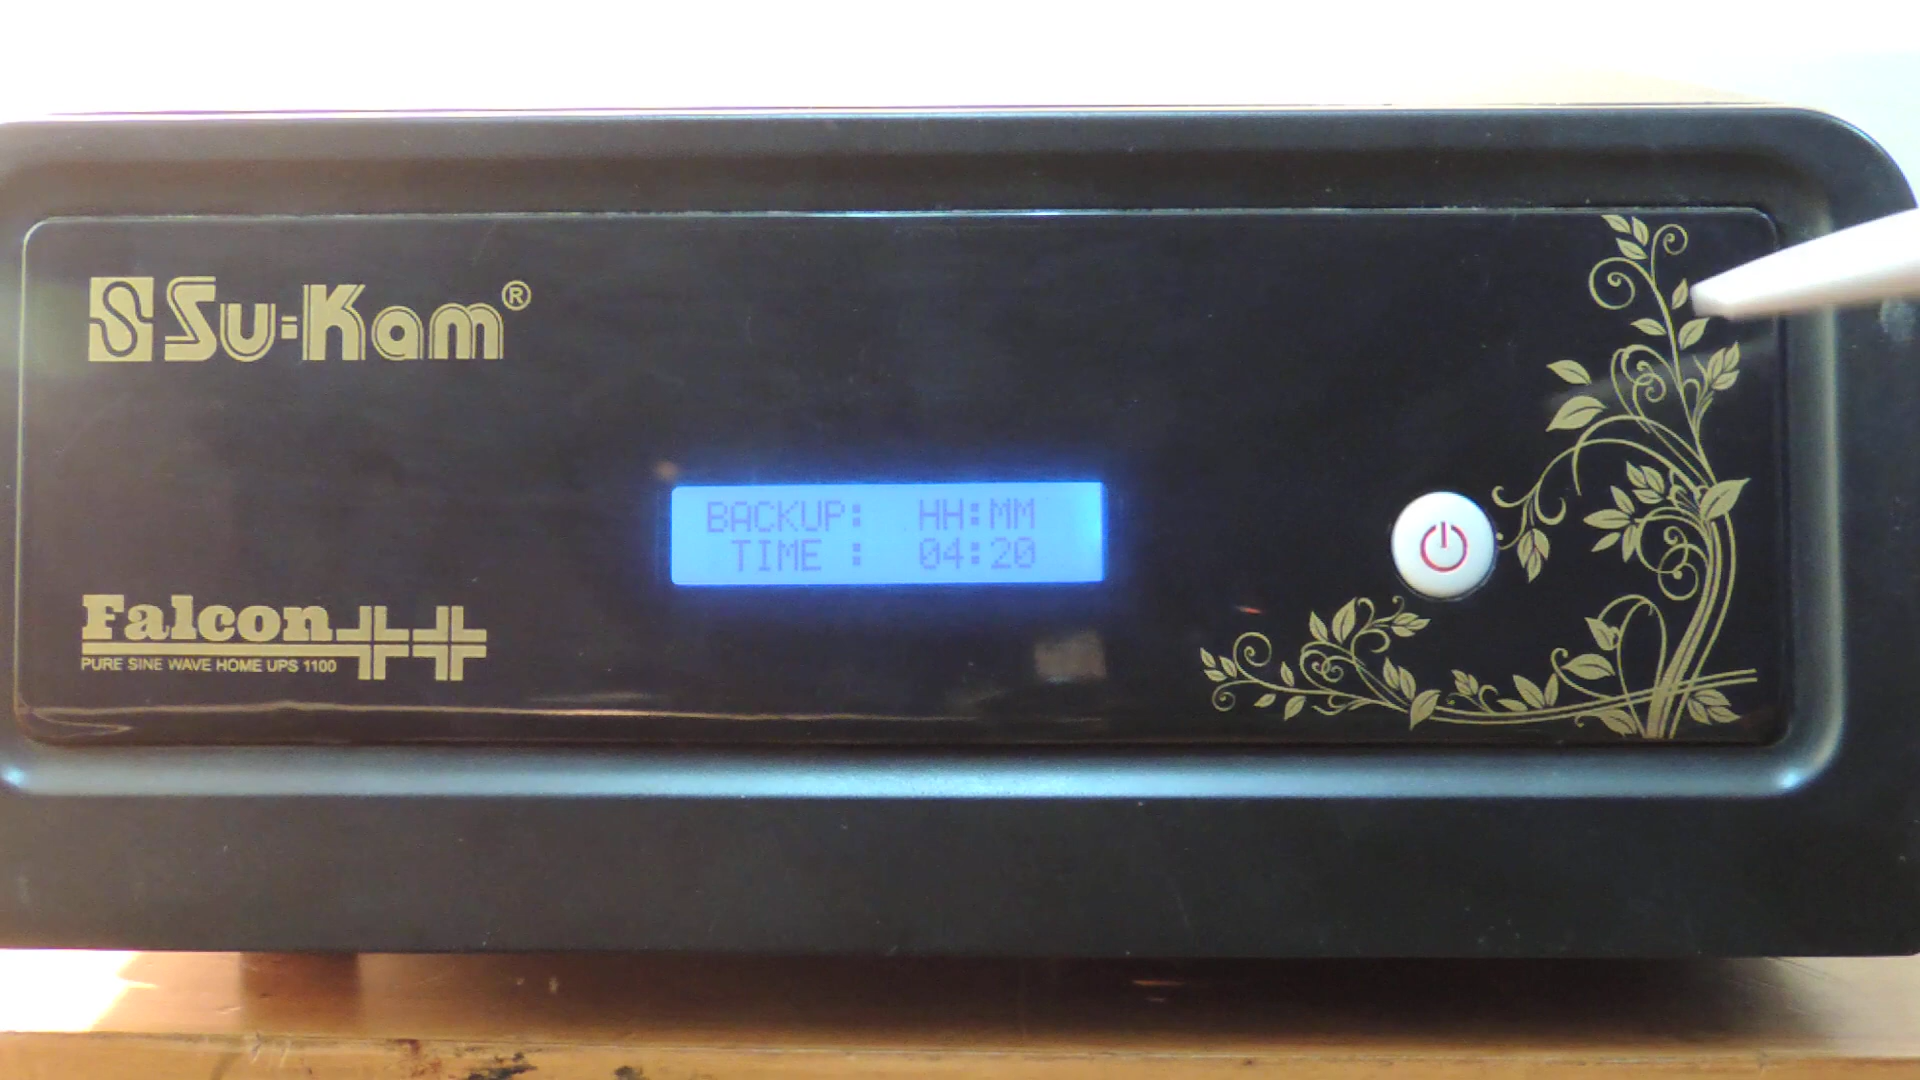 Su-Kam®
BACKUP: HH:MM
TIME : 04:20
Falcon++
PURE SINE WAVE HOME UPS 1100